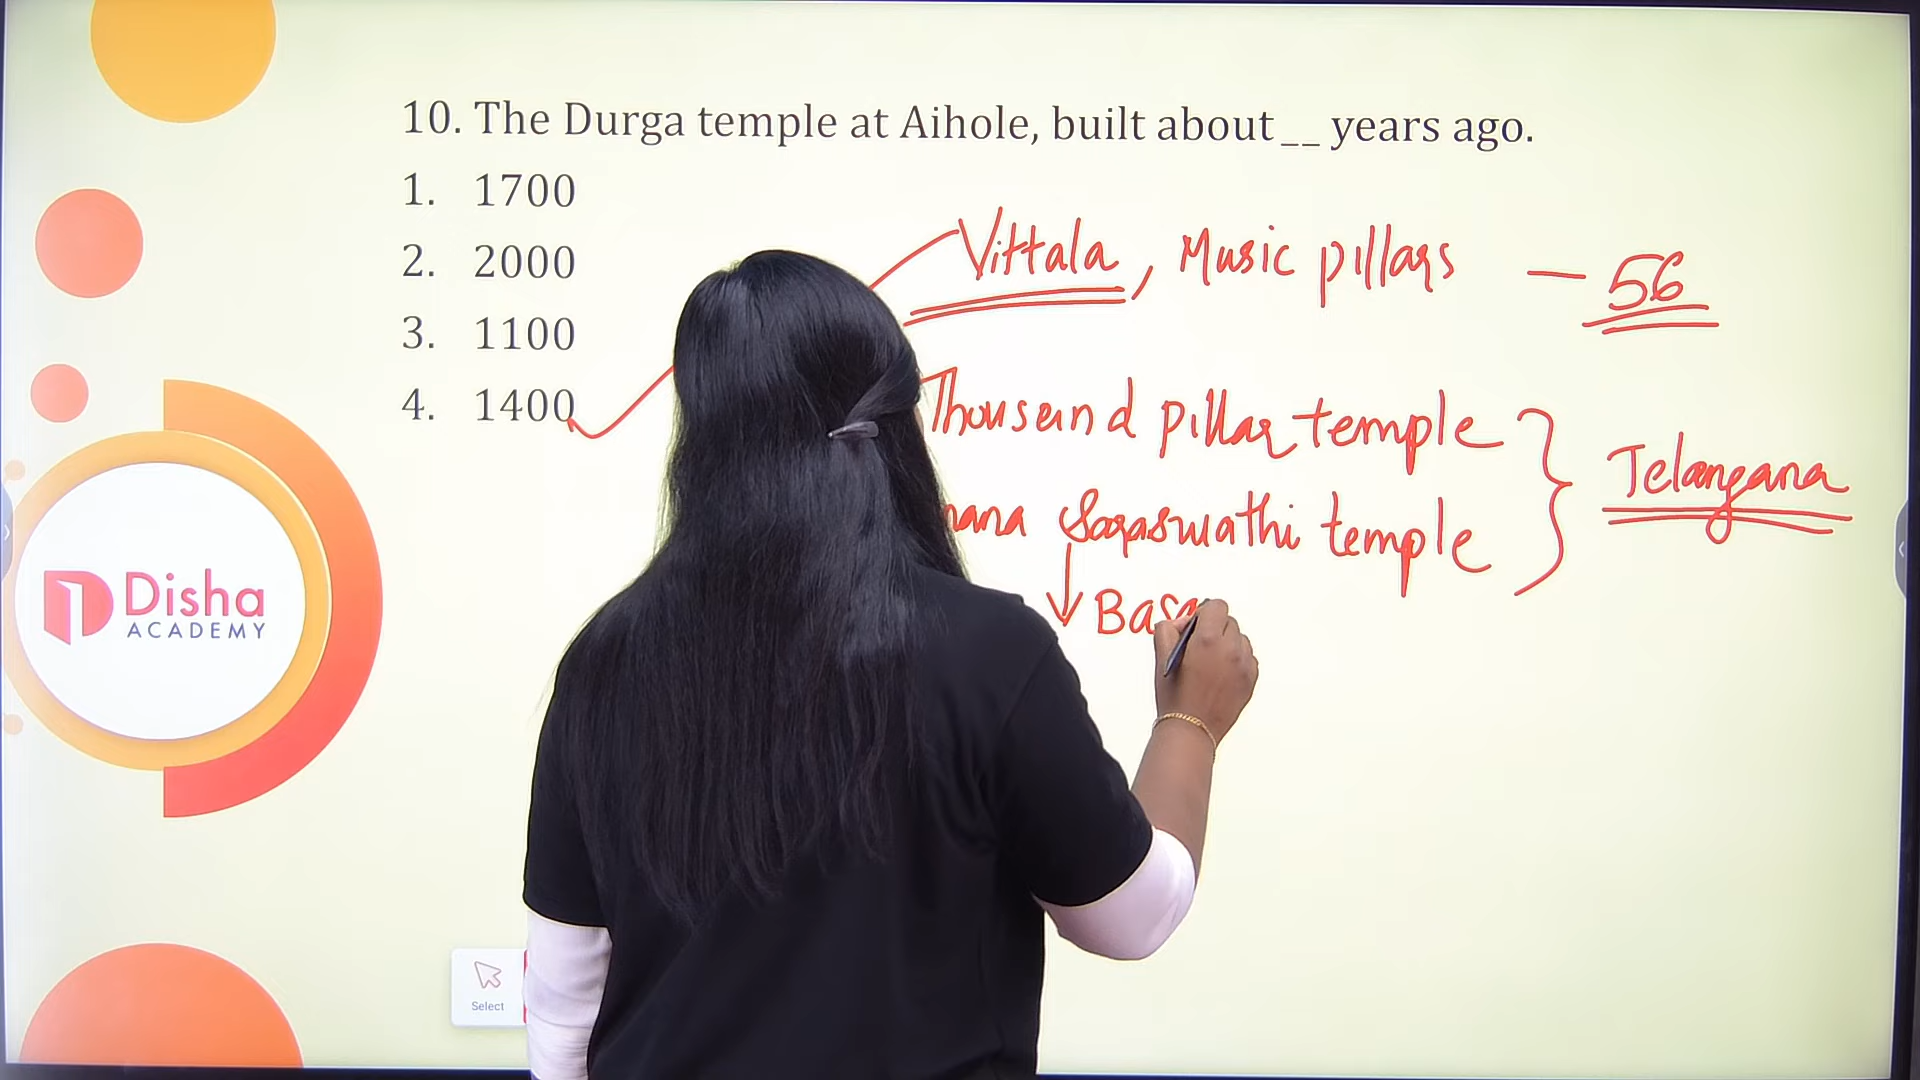 10. The Durga temple at Aihole, built about __ years ago.
1. 1700
2. 2000
3. 1100
4. 1400
Vittala, Music pillars — 56
Thousand pillar temple
Saraswathi temple
Telangana
Disha
ACADEMY
Select